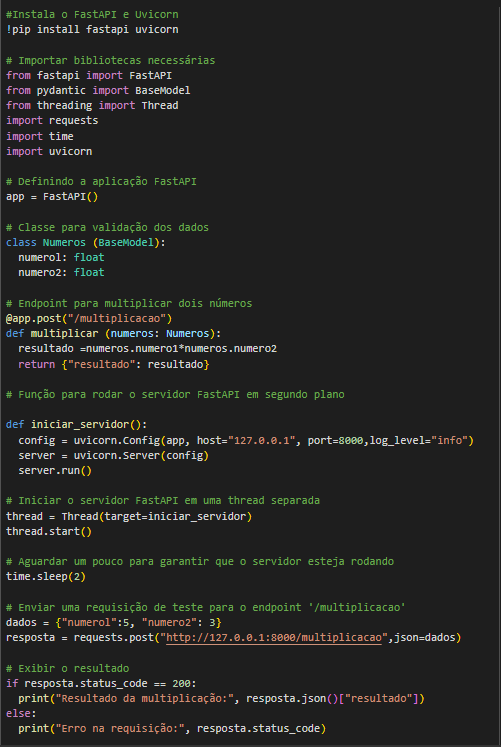 #Instala o FastAPI e Uvicorn
!pip install fastapi uvicorn

# Importar bibliotecas necessárias
from fastapi import FastAPI
from pydantic import BaseModel
from threading import Thread
import requests
import time
import uvicorn

# Definindo a aplicação FastAPI
app = FastAPI()

# Classe para validação dos dados
class Numeros (BaseModel):
  numerol: float
  numero2: float

# Endpoint para multiplicar dois números
@app.post("/multiplicacao")
def multiplicar (numeros: Numeros):
  resultado =numeros.numero1*numeros.numero2
  return {"resultado": resultado}

# Função para rodar o servidor FastAPI em segundo plano

def iniciar_servidor():
  config = uvicorn.Config(app, host="127.0.0.1", port=8000,log_level="info")
  server = uvicorn.Server(config)
  server.run()

# Iniciar o servidor FastAPI em uma thread separada
thread = Thread(target=iniciar_servidor)
thread.start()

# Aguardar um pouco para garantir que o servidor esteja rodando
time.sleep(2)

# Enviar uma requisição de teste para o endpoint '/multiplicacao'
dados = {"numerol":5, "numero2": 3}
resposta = requests.post("http://127.0.0.1:8000/multiplicacao",json=dados)

# Exibir o resultado
if resposta.status_code == 200:
  print("Resultado da multiplicação:", resposta.json()["resultado"])
else:
  print("Erro na requisição:", resposta.status_code)